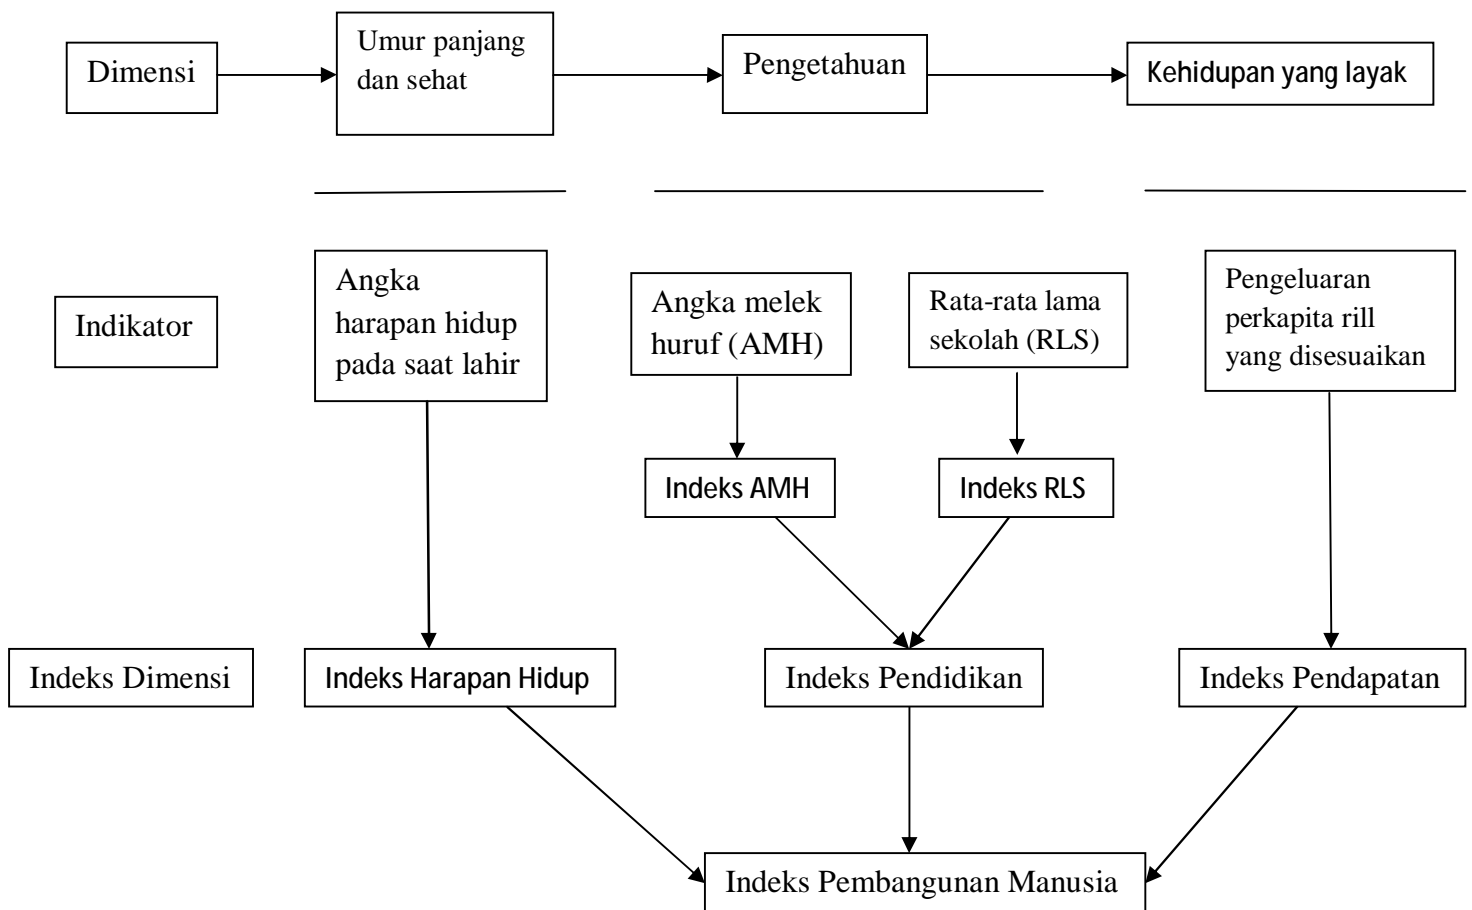 Dimensi
Umur panjang
dan sehat
Pengetahuan
Kehidupan yang layak
Indikator
Angka
harapan hidup
pada saat lahir
Angka melek
huruf (AMH)
Rata-rata lama
sekolah (RLS)
Pengeluaran
perkapita rill
yang disesuaikan
Indeks AMH
Indeks RLS
Indeks Dimensi
Indeks Harapan Hidup
Indeks Pendidikan
Indeks Pendapatan
Indeks Pembangunan Manusia